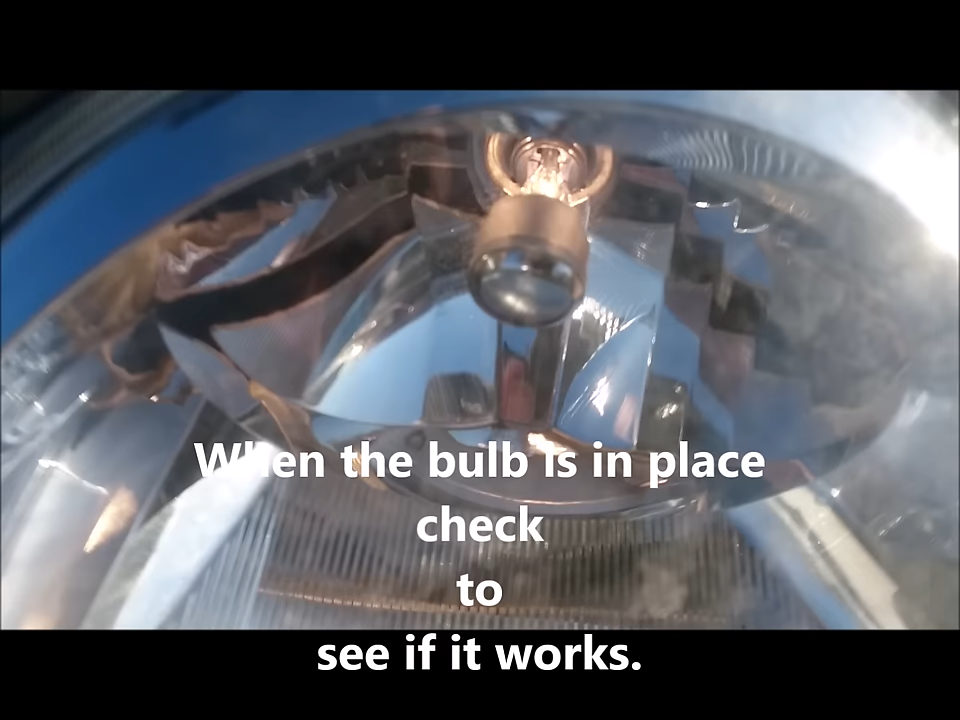 When the bulb is in place
check
to
see if it works.